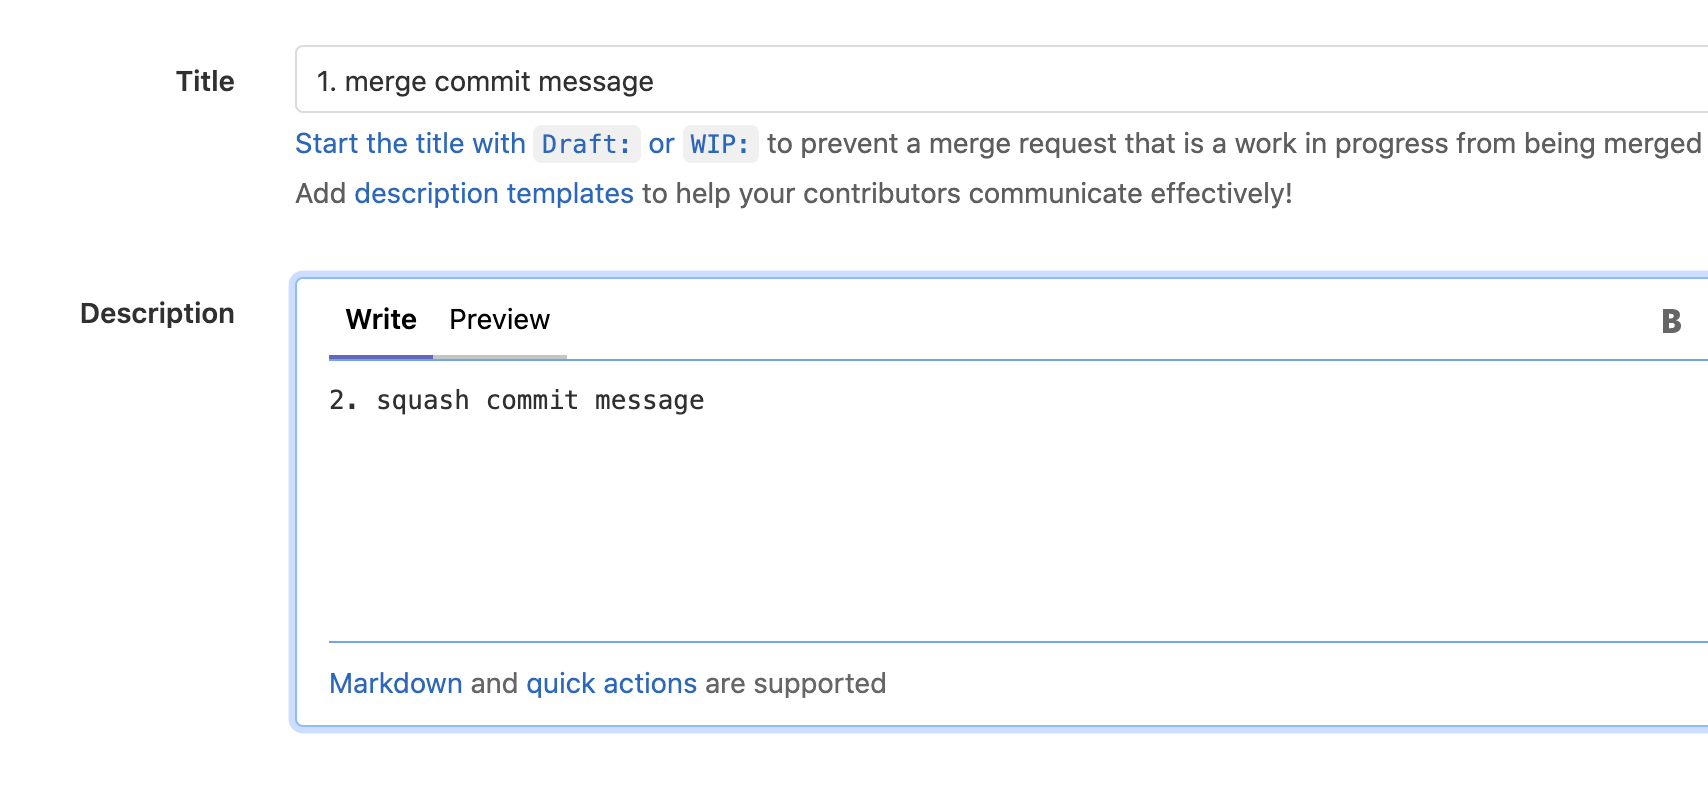 Title
1. merge commit message
Start the title with Draft: or WIP: to prevent a merge request that is a work in progress from being merged
Add description templates to help your contributors communicate effectively!
Description
Write Preview B
2. squash commit message
Markdown and quick actions are supported